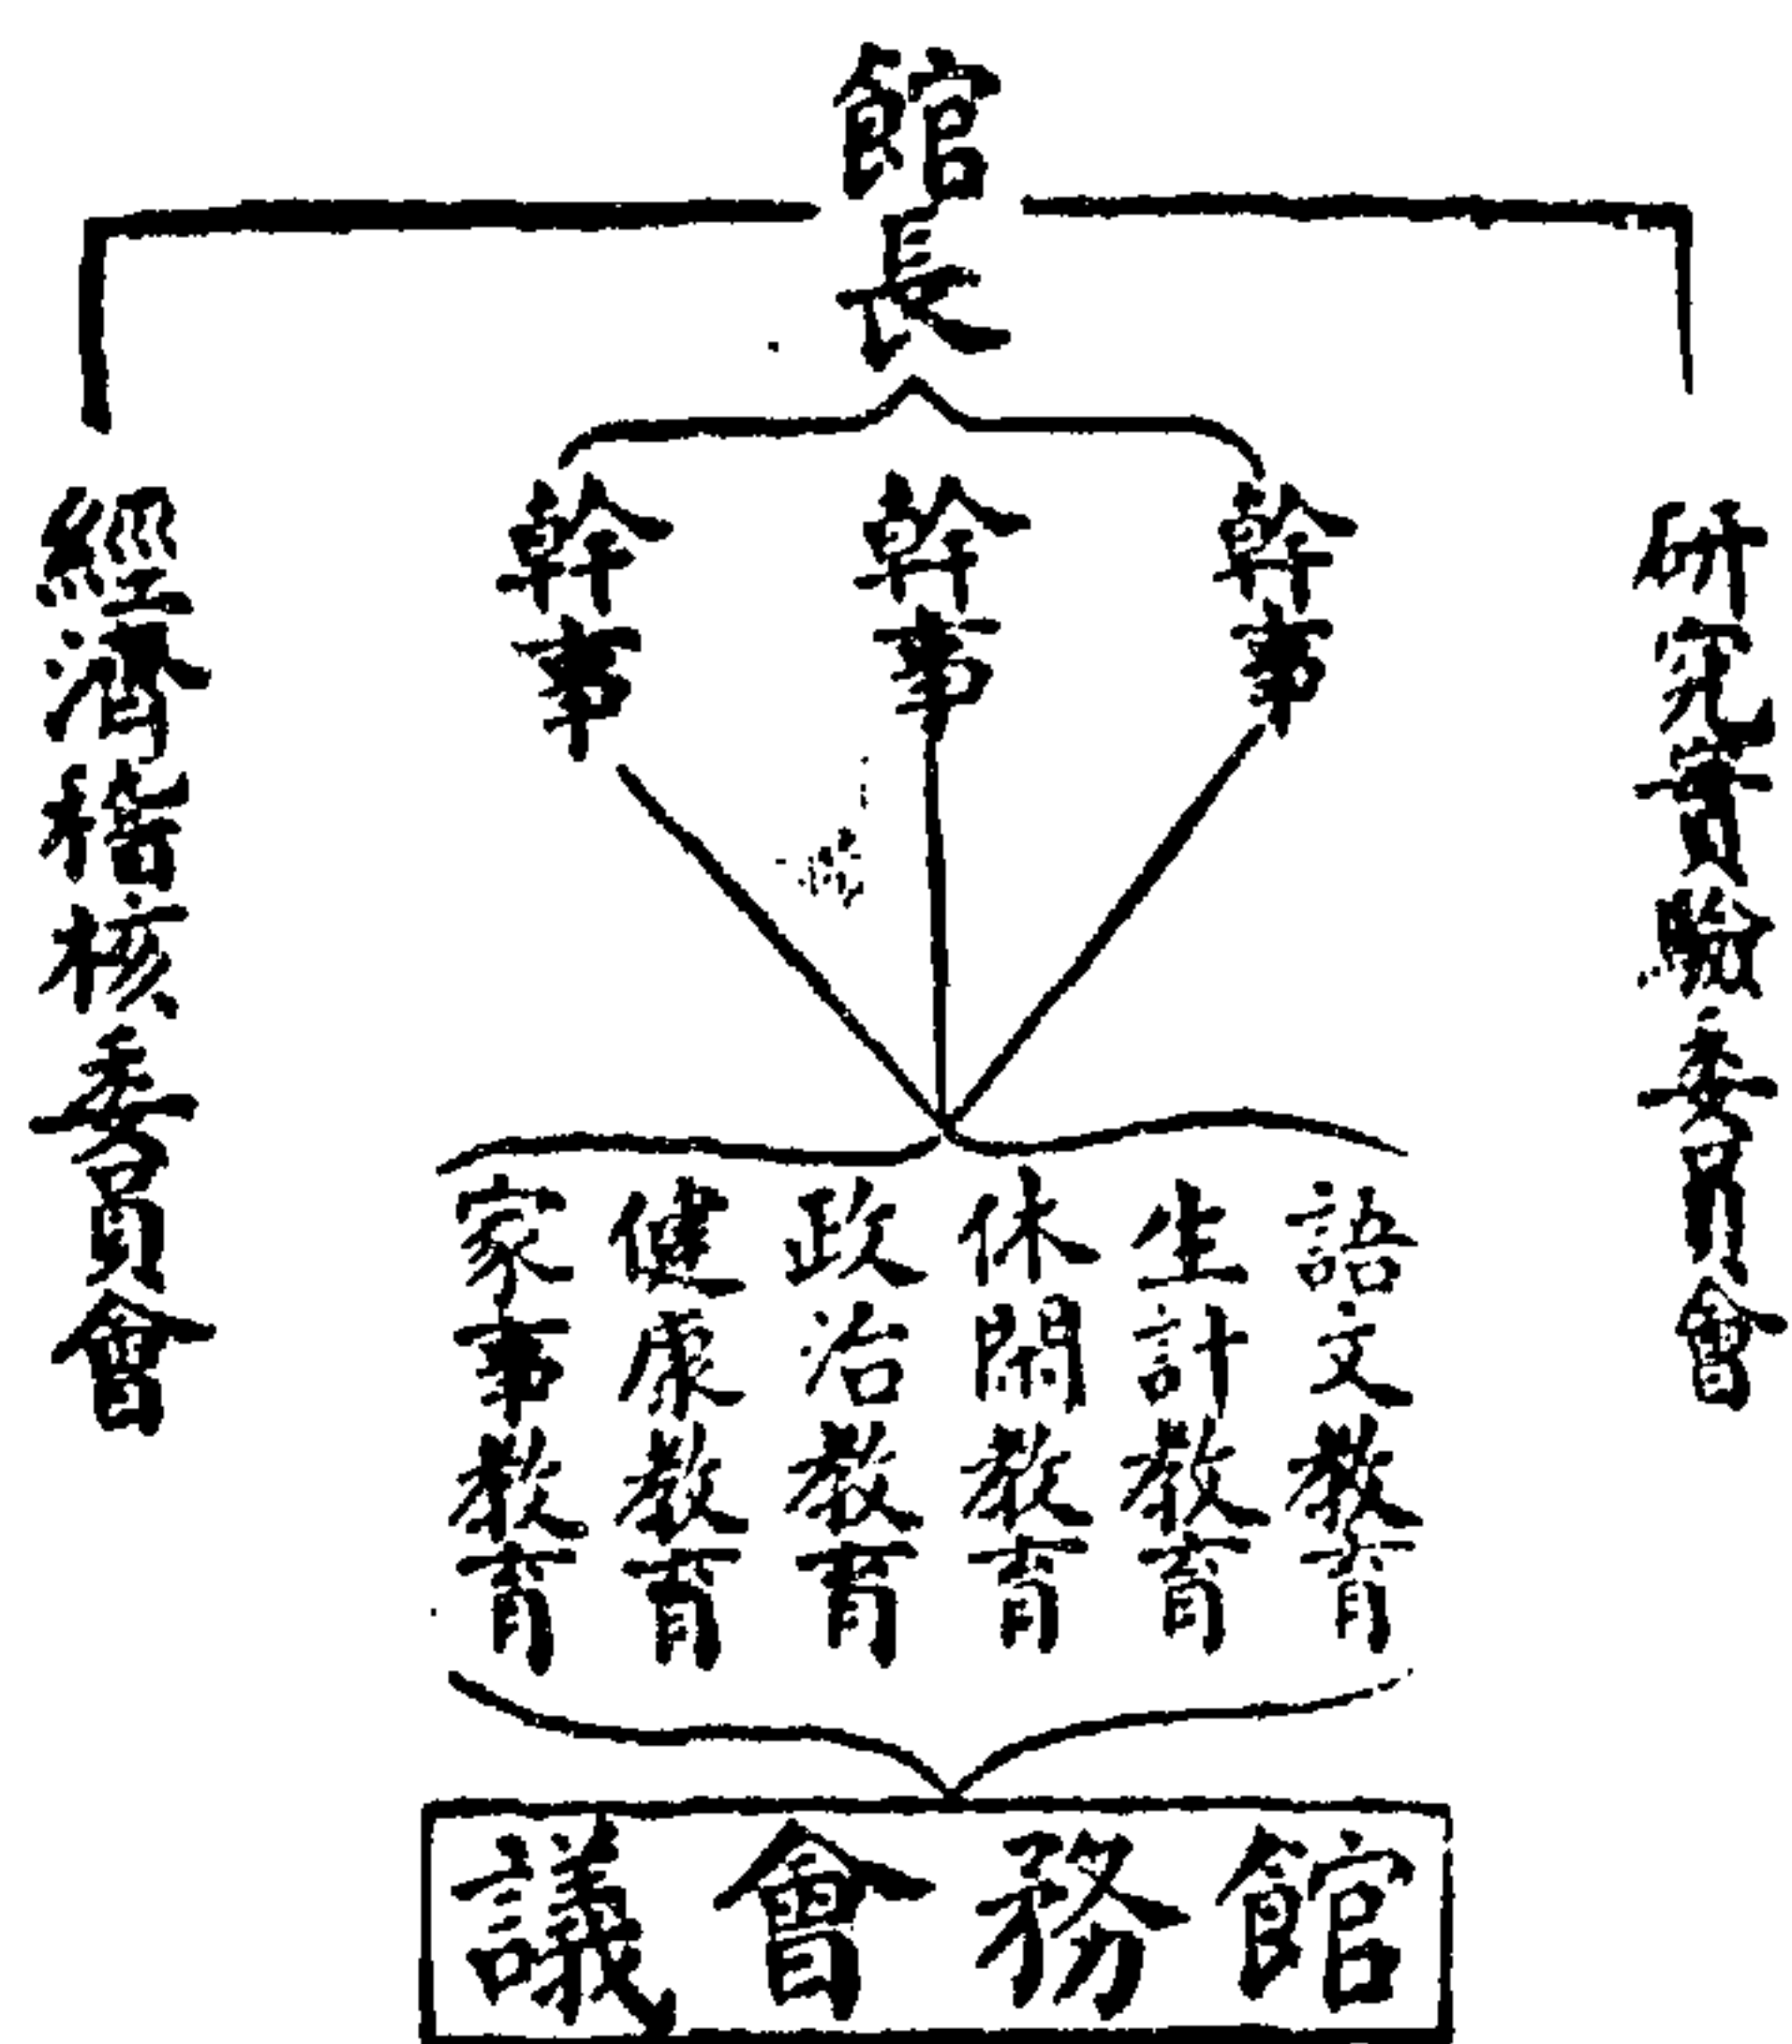 館長
研究實驗委員會
幹事
幹事
幹事
經濟稽核委員會
語文教育
生計教育
休閒教育
政治教育
健康教育
家事教育
館務會議